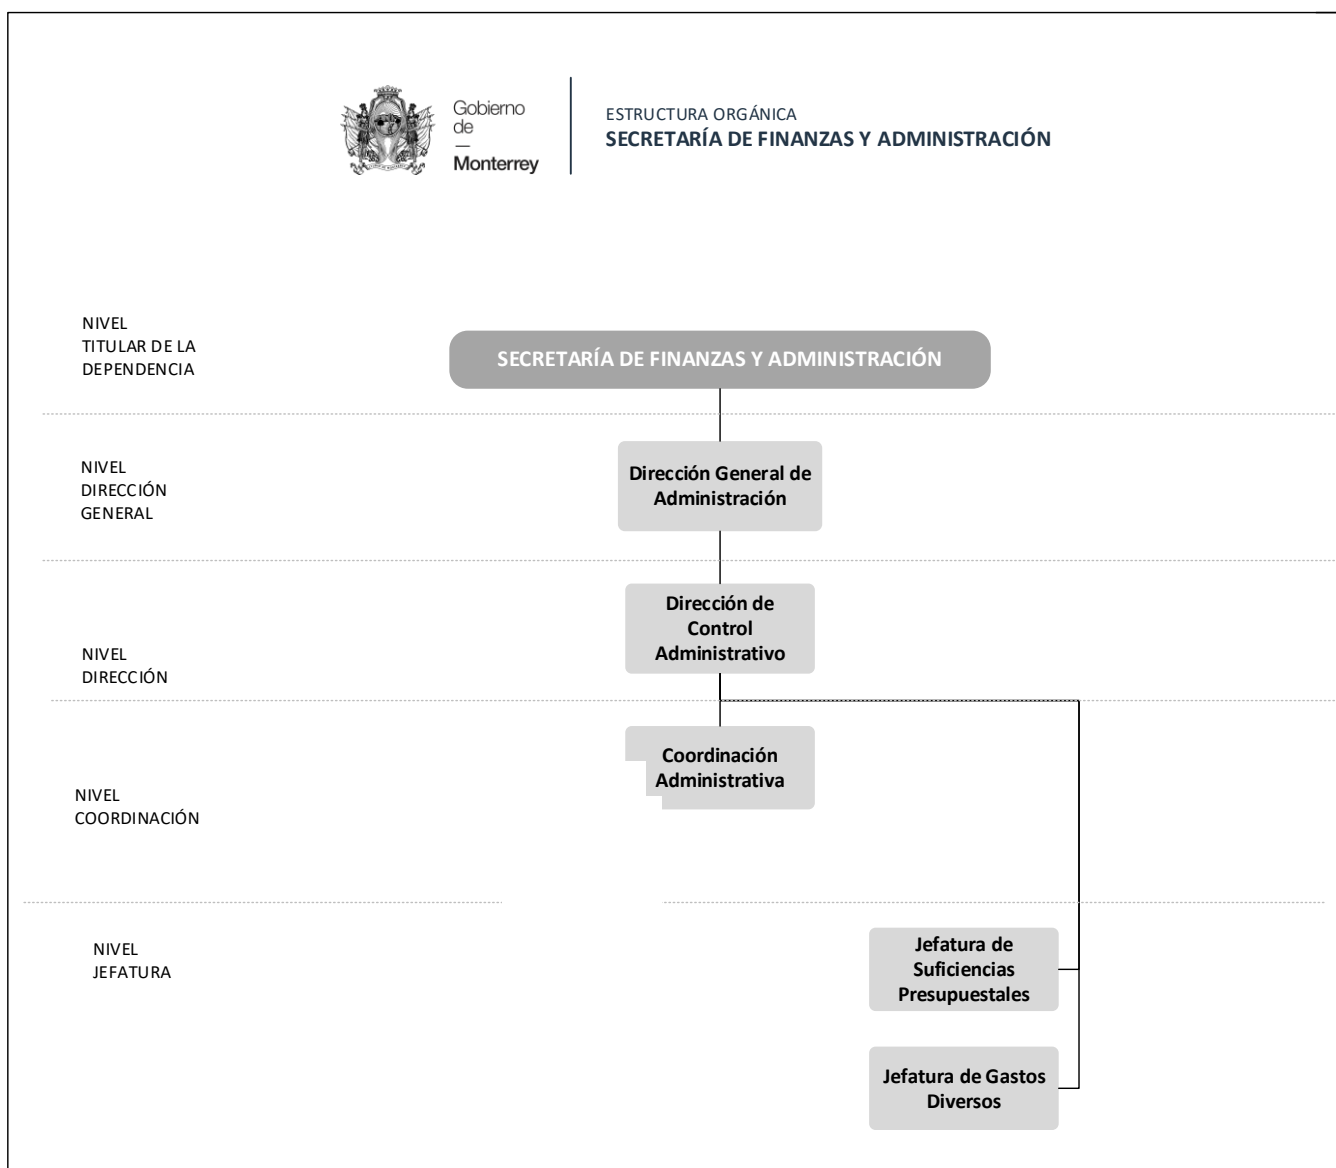 Gobierno
de
—
Monterrey
ESTRUCTURA ORGÁNICA
SECRETARÍA DE FINANZAS Y ADMINISTRACIÓN
NIVEL
TITULAR DE LA
DEPENDENCIA
SECRETARÍA DE FINANZAS Y ADMINISTRACIÓN
NIVEL
DIRECCIÓN
GENERAL
Dirección General de
Administración
NIVEL
DIRECCIÓN
Dirección de
Control
Administrativo
NIVEL
COORDINACIÓN
Coordinación
Administrativa
NIVEL
JEFATURA
Jefatura de
Suficiencias
Presupuestales
Jefatura de Gastos
Diversos